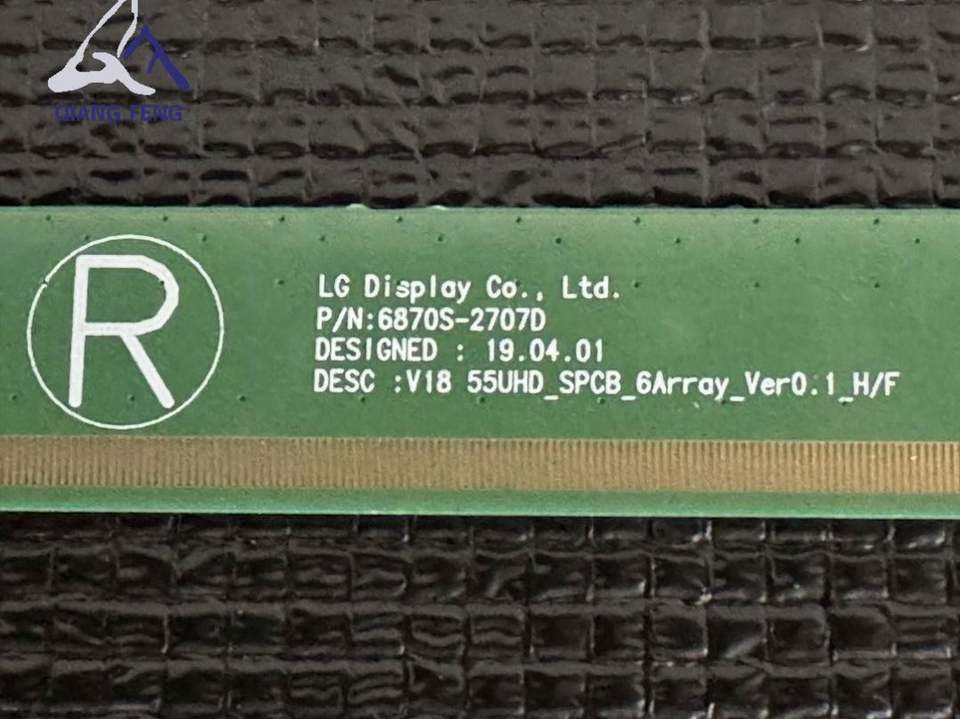 QIANG FENG
R
LG Display Co., Ltd.
P/N:6870S-2707D
DESIGNED : 19.04.01
DESC :V18 55UHD_SPCB_6Array_Ver0.1_H/F